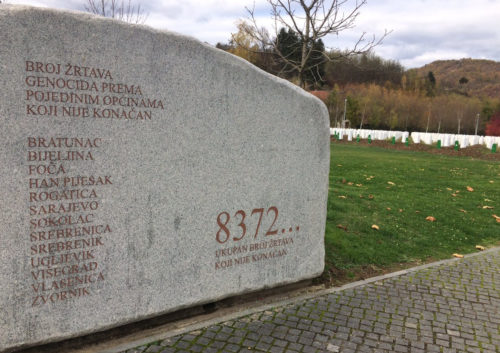 BROJ ŽRTAVA
GENOCIDA PREMA
POJEDINIM OPĆINAMA
KOJI NIJE KONAČAN
BRATUNAC
BIJELJINA
FOČA
HAN PIJESAK
ROGATICA
SARAJEVO
SOKOLAC
SREBRENICA
SREBRENIK
UGLJEVIK
VIŠEGRAD
VLASENICA
ZVORNIK
8372...
UKUPAN BROJ ŽRTAVA
KOJI NIJE KONAČAN